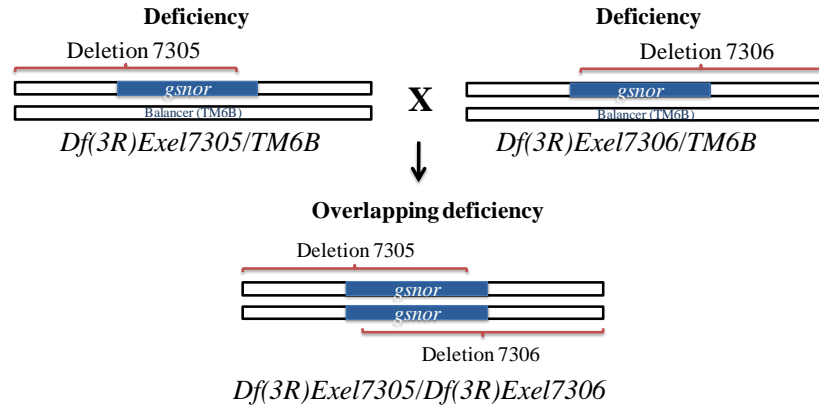 Deficiency
Deficiency
Deletion 7305
Deletion 7306
gsnor
gsnor
Balancer (TM6B)
X
Balancer (TM6B)
Df(3R)Exel7305/TM6B
Df(3R)Exel7306/TM6B
Overlapping deficiency
Deletion 7305
gsnor
gsnor
Deletion 7306
Df(3R)Exel7305/Df(3R)Exel7306